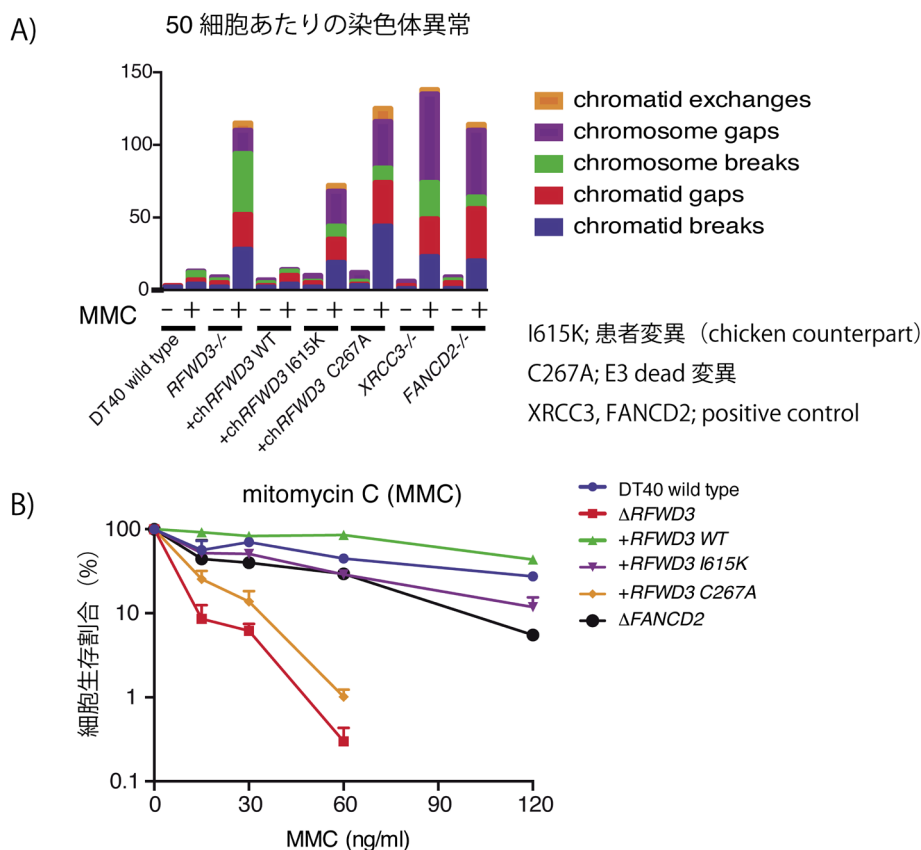 A)
50 細胞あたりの染色体異常
150
100
50
0
chromatid exchanges
chromosome gaps
chromosome breaks
chromatid gaps
chromatid breaks
MMC − + − + − + − + − + − + − +
DT40 wild type
RFWD3-/-
+chRFWD3 WT
+chRFWD3 I615K
+chRFWD3 C267A
XRCC3-/-
FANCD2-/-
I615K; 患者変異（chicken counterpart）
C267A; E3 dead 変異
XRCC3, FANCD2; positive control
B)
mitomycin C (MMC)
細胞生存割合（%）
100
10
1
0.1
0 30 60 90 120
MMC (ng/ml)
DT40 wild type
ΔRFWD3
+RFWD3 WT
+RFWD3 I615K
+RFWD3 C267A
ΔFANCD2